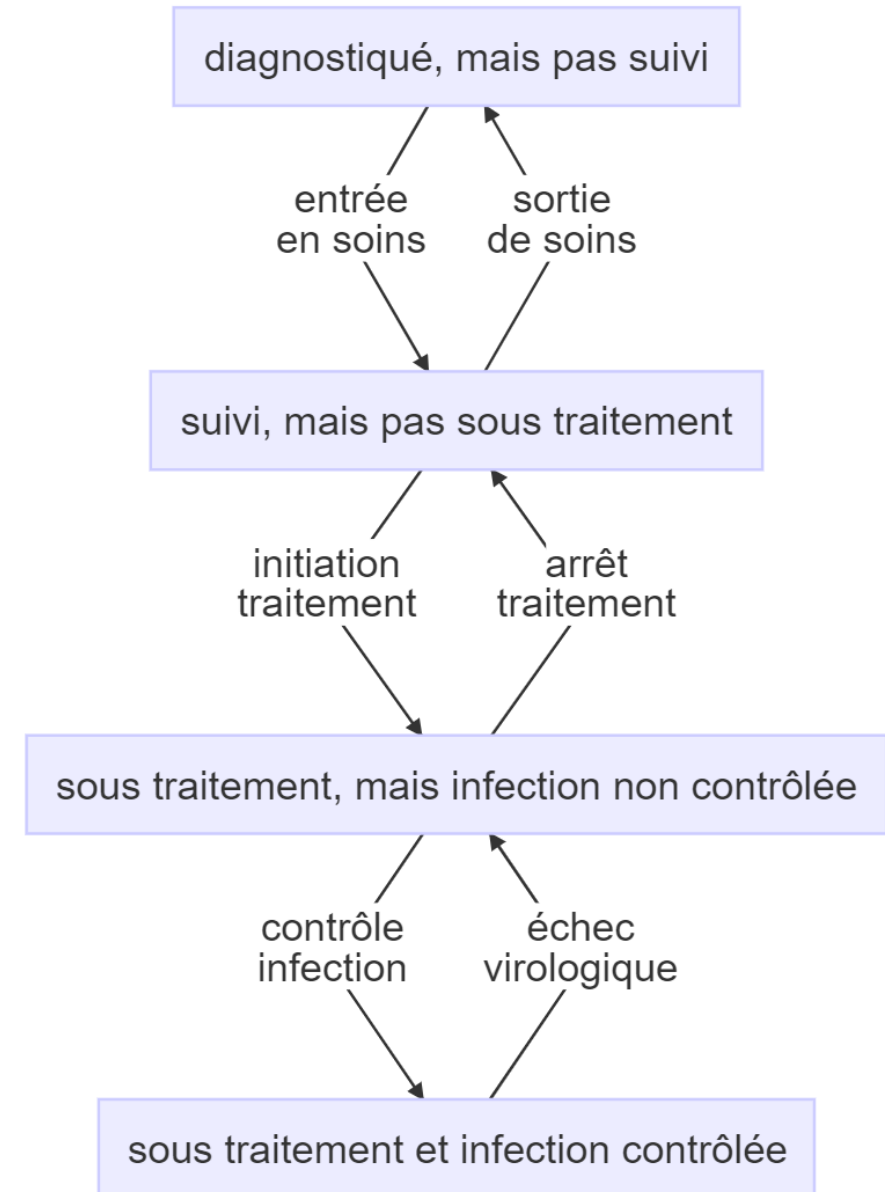 diagnostiqué, mais pas suivi
entrée
en soins
sortie
de soins
suivi, mais pas sous traitement
initiation
traitement
arrêt
traitement
sous traitement, mais infection non contrôlée
contrôle
infection
échec
virologique
sous traitement et infection contrôlée